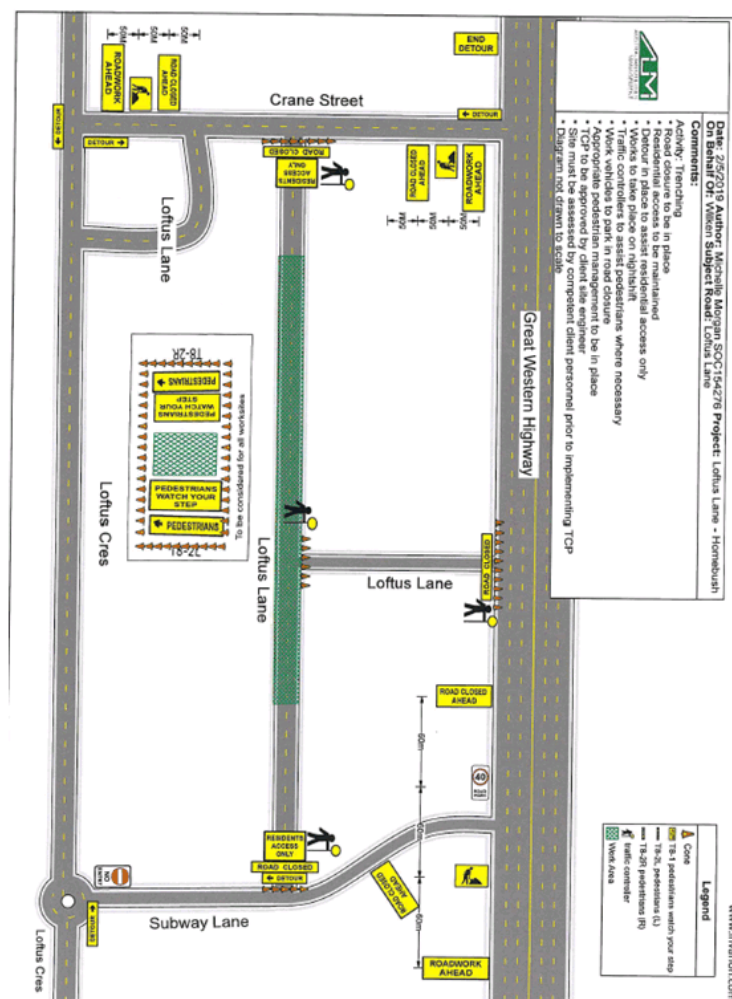 Date: 2/5/2019 Author: Michelle Morgan SOC154276 Project: Loftus Lane - Homebush
On Behalf Of: Wilken Subject Road: Loftus Lane
Comments:
Activity: Trenching
• Road closure to be in place
• Residential access to be maintained
• Detour in place to assist residential access only
• Works to take place on nightshift
• Traffic controllers to assist pedestrians where necessary
• Work vehicles to park in road closure
• Appropriate pedestrian management to be in place
• TCP to be approved by client site engineer
• Site must be assessed by competent client personnel prior to implementing TCP
• Diagram not drawn to scale
Legend
Cone
T8-1 pedestrians watch your step
T8-2L pedestrians (L)
T8-2R pedestrians (R)
traffic controller
Work Area
END
DETOUR
50M
50M
50M
ROADWORK
AHEAD
ROAD CLOSED
AHEAD
Crane Street
DETOUR
DETOUR
DETOUR
ROAD CLOSED
RESIDENTS
ACCESS
ONLY
ROADWORK
AHEAD
ROAD CLOSED
AHEAD
50M
50M
50M
Loftus Lane
Great Western Highway
T8-2R
PEDESTRIANS
PEDESTRIANS
WATCH YOUR
STEP
PEDESTRIANS
WATCH YOUR
STEP
PEDESTRIANS
To be considered for all worksites
Loftus Cres
Loftus Lane
Loftus Lane
ROAD CLOSED
ROAD CLOSED
AHEAD
60m
60m
60m
40
RESIDENTS
ACCESS
ONLY
ROAD CLOSED
DETOUR
ROAD CLOSED
AHEAD
NO
ENTRY
DETOUR
Subway Lane
ROADWORK
AHEAD
Loftus Cres